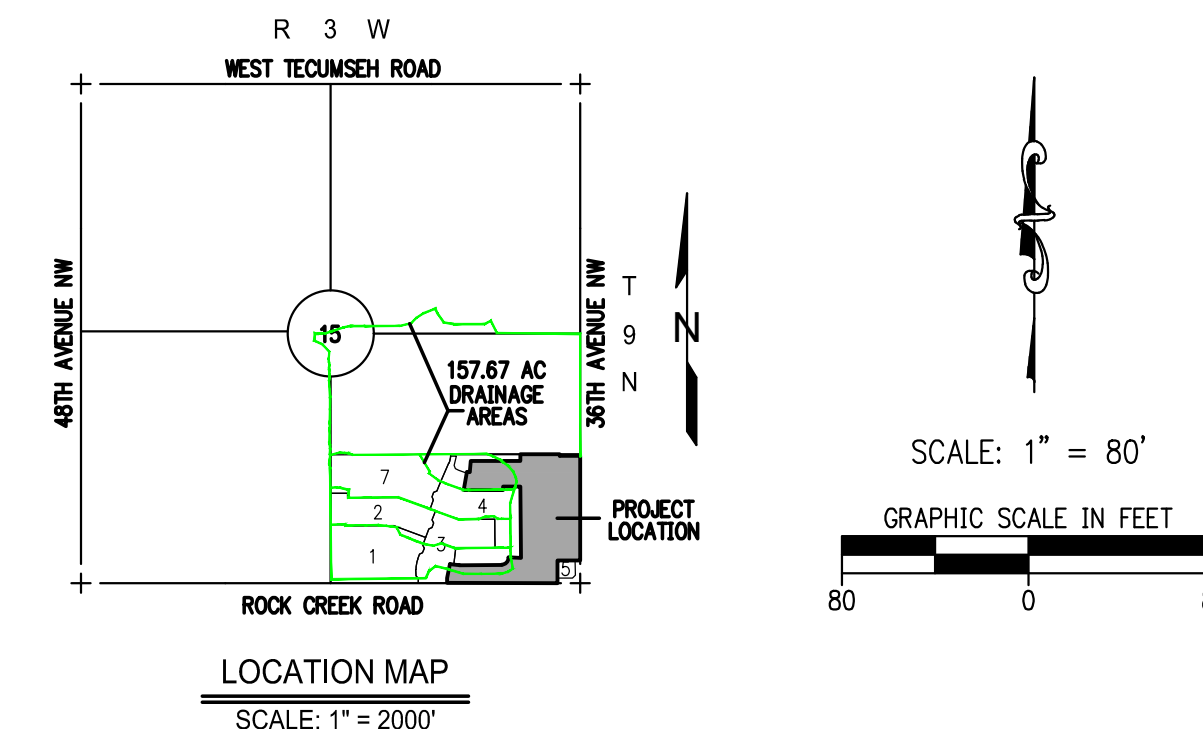 R 3 W
WEST TECUMSEH ROAD
48TH AVENUE NW
36TH AVENUE NW
T
9
N
N
15
157.67 AC
DRAINAGE
AREAS
7
2
4
3
1
5
PROJECT
LOCATION
ROCK CREEK ROAD
LOCATION MAP
SCALE: 1" = 2000'
SCALE: 1" = 80'
GRAPHIC SCALE IN FEET
80 0